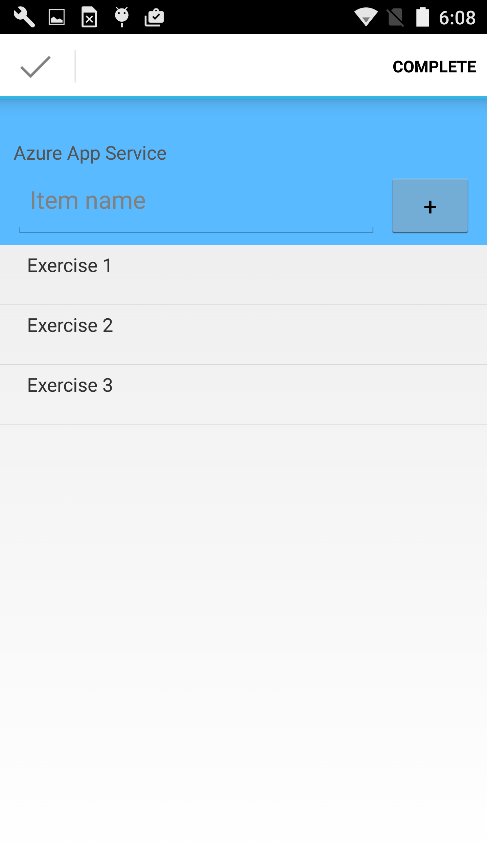 6:08
COMPLETE
Azure App Service
Item name
+
Exercise 1
Exercise 2
Exercise 3